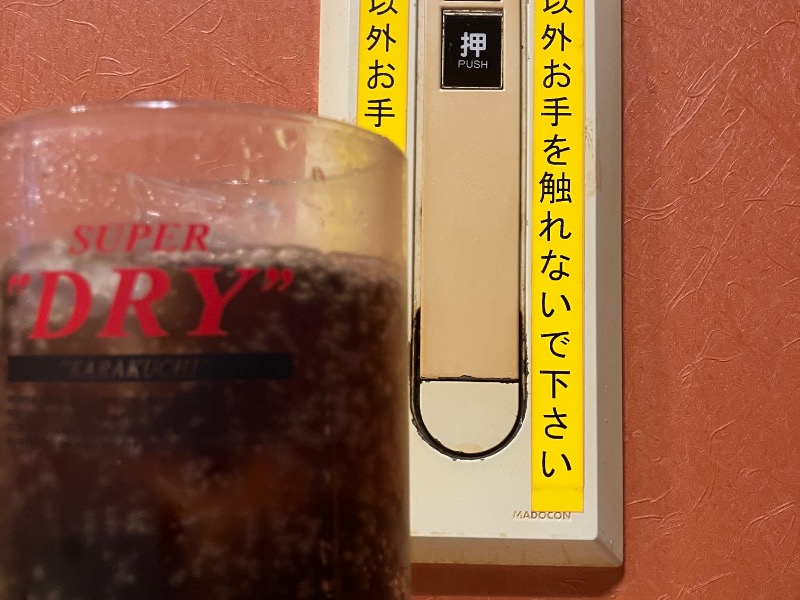 SUPER
"DRY"
"KARAKUCHI"
以外お手
押
PUSH
以外お手を触れないで下さい
MADOCON